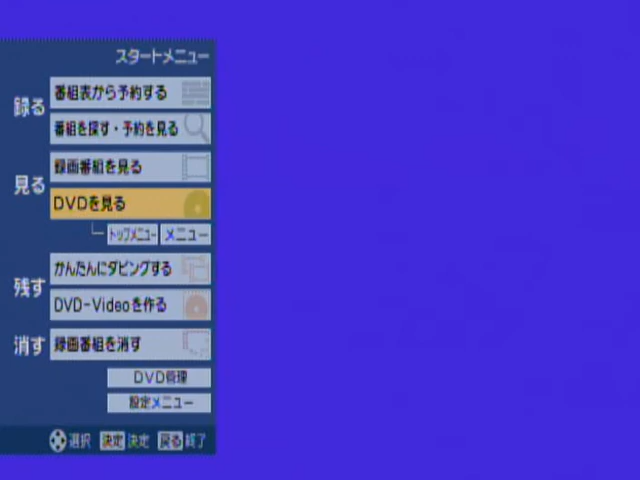 スタートメニュー
録る
番組表から予約する
番組を探す・予約を見る
見る
録画番組を見る
DVDを見る
トップメニュー メニュー
残す
かんたんにダビングする
DVD-Videoを作る
消す
録画番組を消す
DVD管理
設定メニュー
選択 決定 決定 戻る 終了